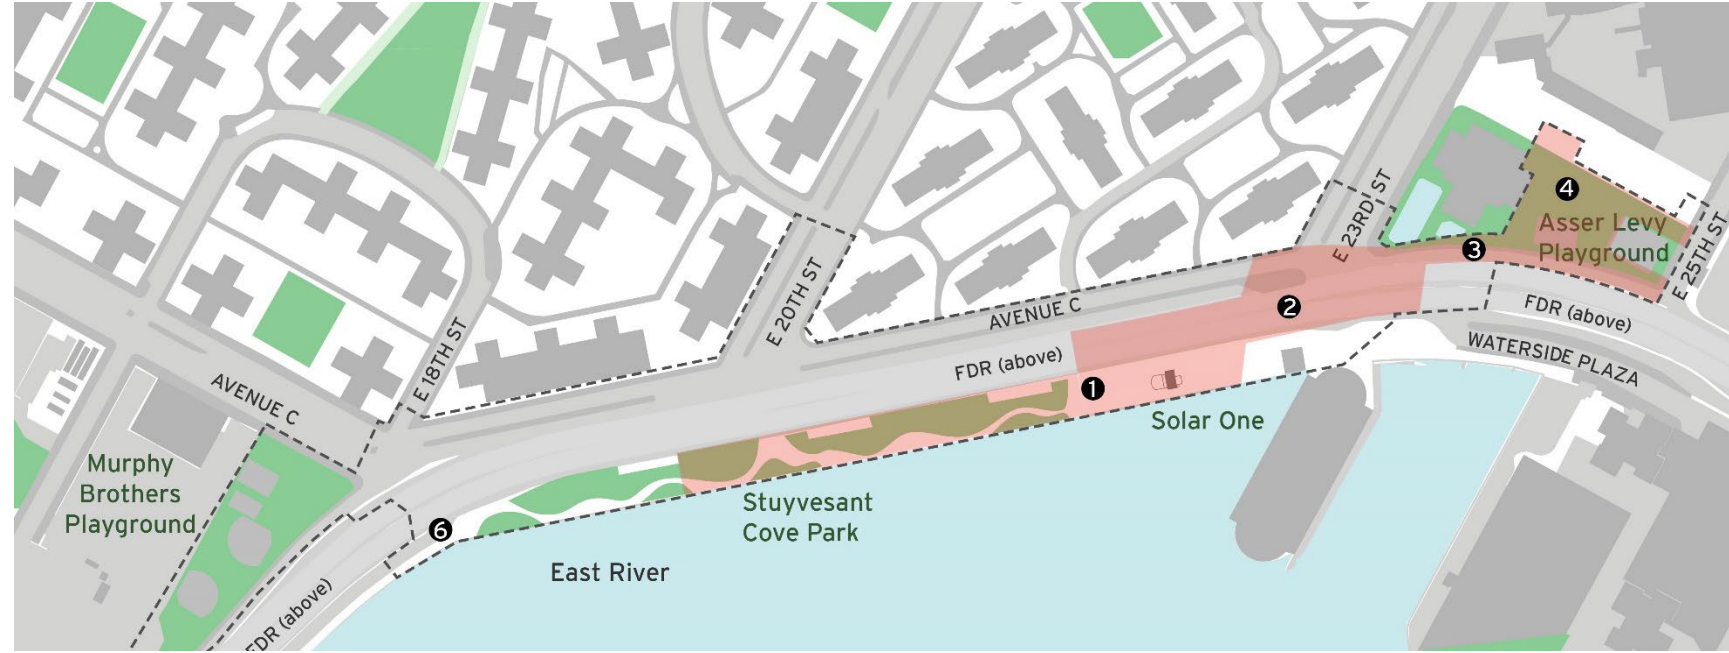 4
Asser Levy
Playground
E 23RD ST
3
E 25TH ST
E 20TH ST
AVENUE C
2
FDR (above)
FDR (above)
WATERSIDE PLAZA
E 18TH ST
AVENUE C
1
Solar One
Murphy
Brothers
Playground
Stuyvesant
Cove Park
6
East River
FDR (above)